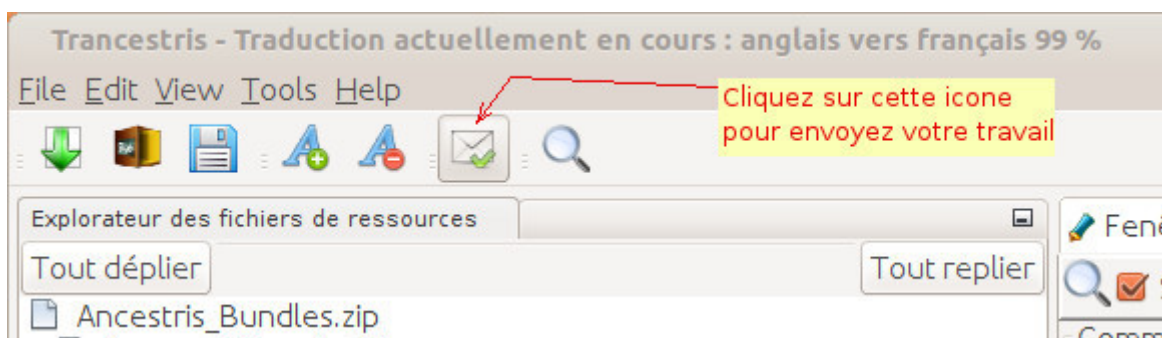 Trancestris - Traduction actuellement en cours : anglais vers français 99 %
File Edit View Tools Help
Cliquez sur cette icone
pour envoyez votre travail
Explorateur des fichiers de ressources
Tout déplier
Tout replier
Ancestris_Bundles.zip